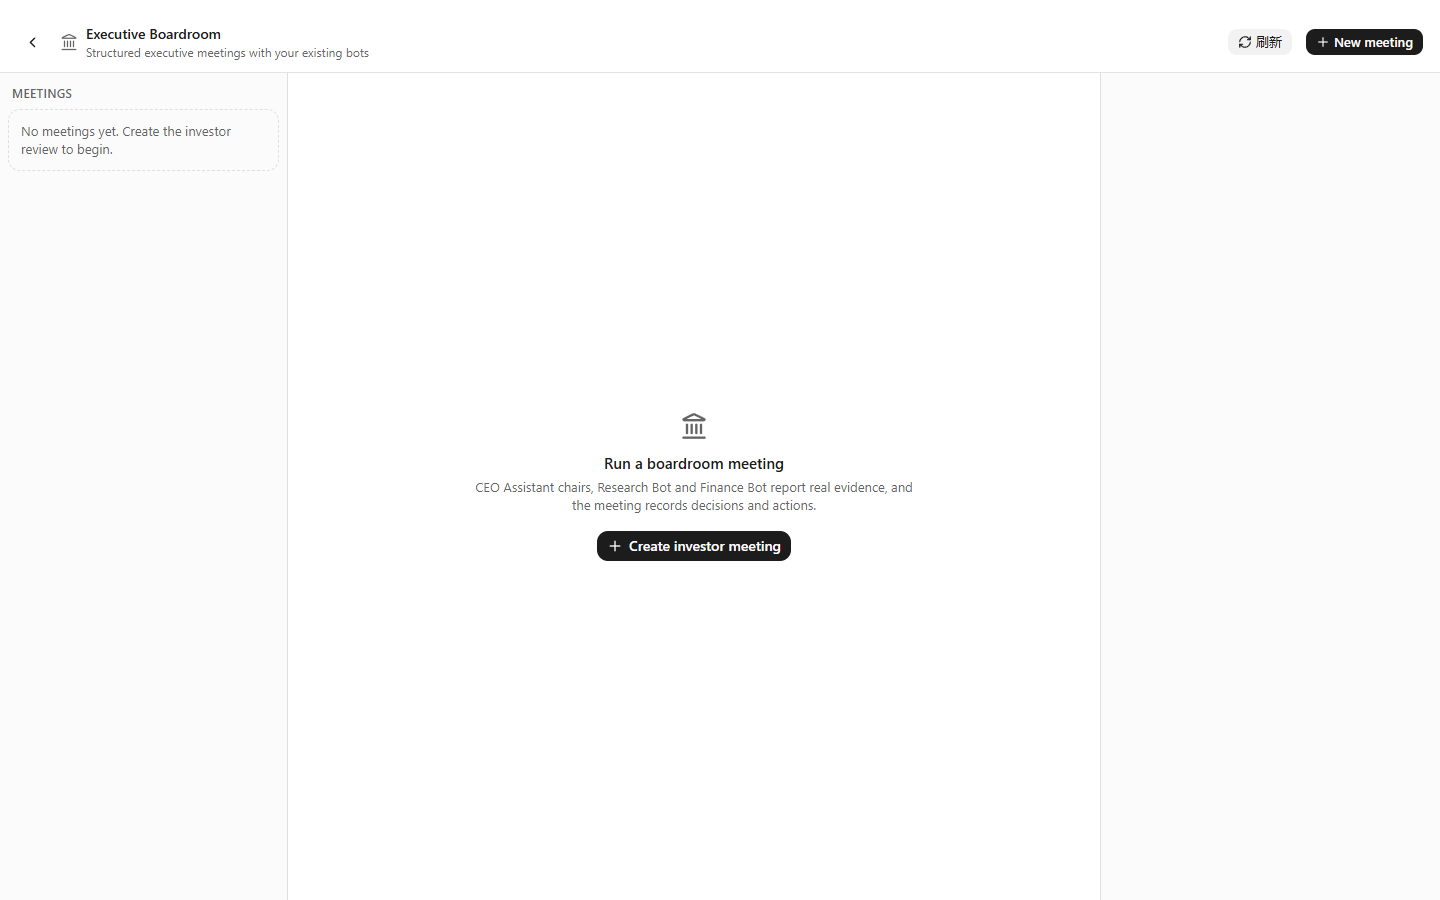 Executive Boardroom
Structured executive meetings with your existing bots
刷新
New meeting
MEETINGS
No meetings yet. Create the investor
review to begin.
Run a boardroom meeting
CEO Assistant chairs, Research Bot and Finance Bot report real evidence, and
the meeting records decisions and actions.
Create investor meeting